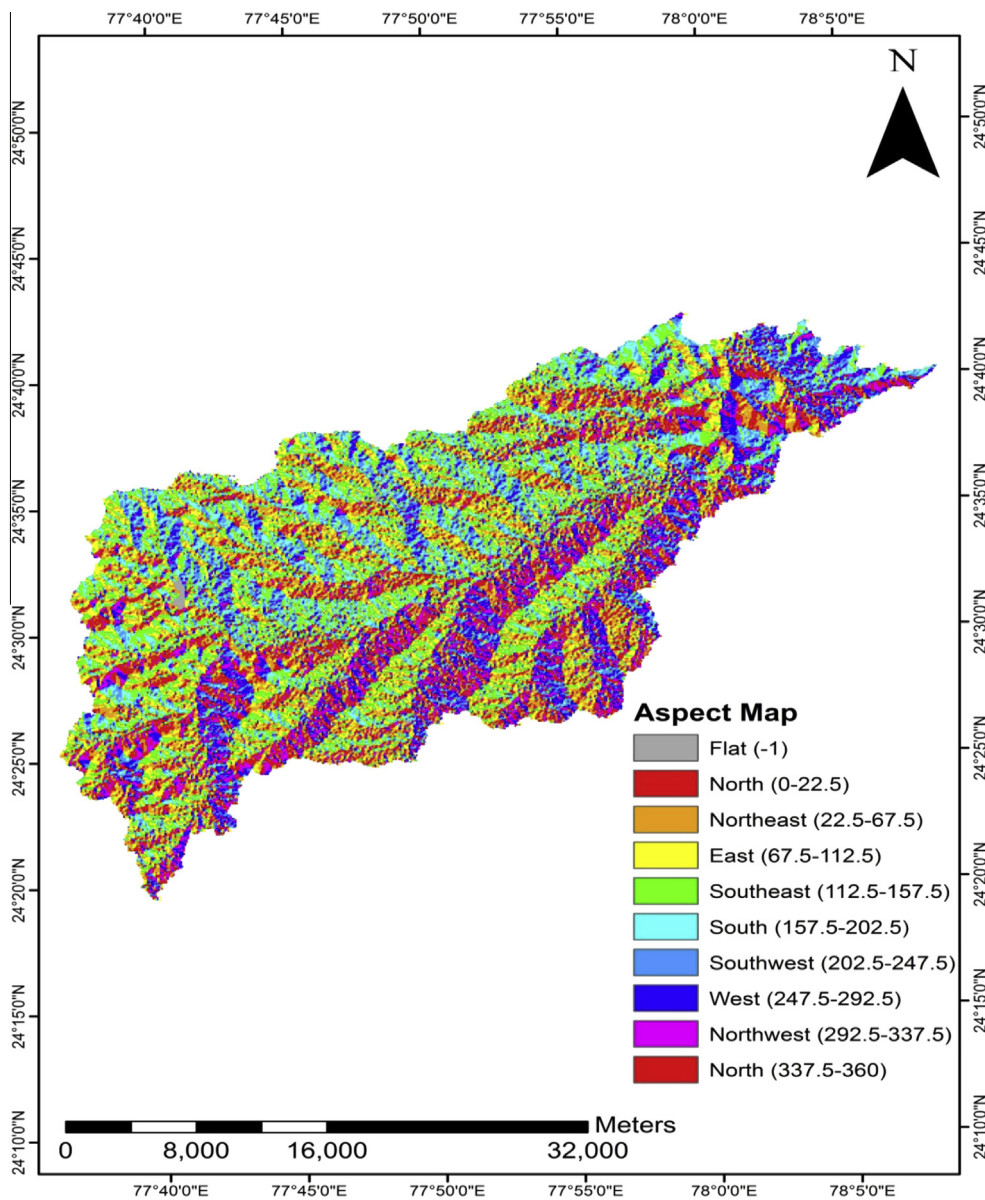 77°40'0"E 77°45'0"E 77°50'0"E 77°55'0"E 78°0'0"E 78°5'0"E
N
24°50'0"N
24°45'0"N
24°40'0"N
24°35'0"N
24°30'0"N
24°25'0"N
24°20'0"N
24°15'0"N
24°10'0"N
24°50'0"N
24°45'0"N
24°40'0"N
24°35'0"N
24°30'0"N
24°25'0"N
24°20'0"N
24°15'0"N
24°10'0"N
Aspect Map
Flat (-1)
North (0-22.5)
Northeast (22.5-67.5)
East (67.5-112.5)
Southeast (112.5-157.5)
South (157.5-202.5)
Southwest (202.5-247.5)
West (247.5-292.5)
Northwest (292.5-337.5)
North (337.5-360)
Meters
0 8,000 16,000 32,000
77°40'0"E 77°45'0"E 77°50'0"E 77°55'0"E 78°0'0"E 78°5'0"E